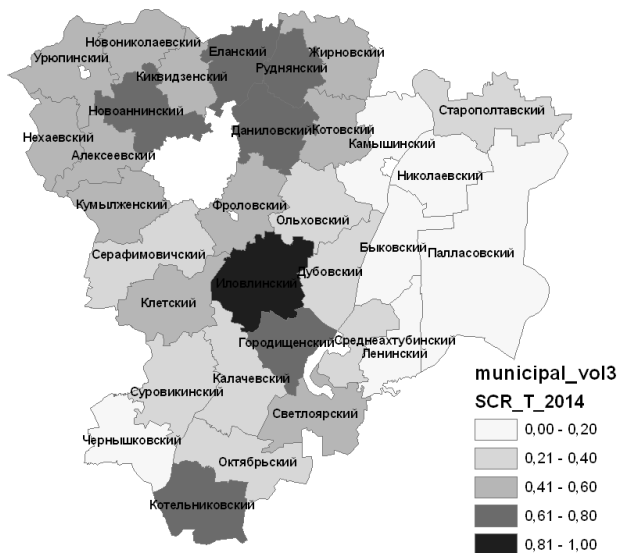 Новониколаевский
Урюпинский
Еланский
Жирновский
Киквидзенский
Руднянский
Новоаннинский
Старополтавский
Нехаевский
Даниловский
Котовский
Камышинский
Алексеевский
Николаевский
Кумылженский
Фроловский
Ольховский
Серафимовичский
Быковский
Палласовский
Дубовский
Иловлинский
Клетский
Городищенский
Среднеахтубинский
Ленинский
Калачевский
Суровикинский
Светлоярский
Чернышковский
Октябрьский
Котельниковский
municipal_vol3
SCR_T_2014
0,00 - 0,20
0,21 - 0,40
0,41 - 0,60
0,61 - 0,80
0,81 - 1,00